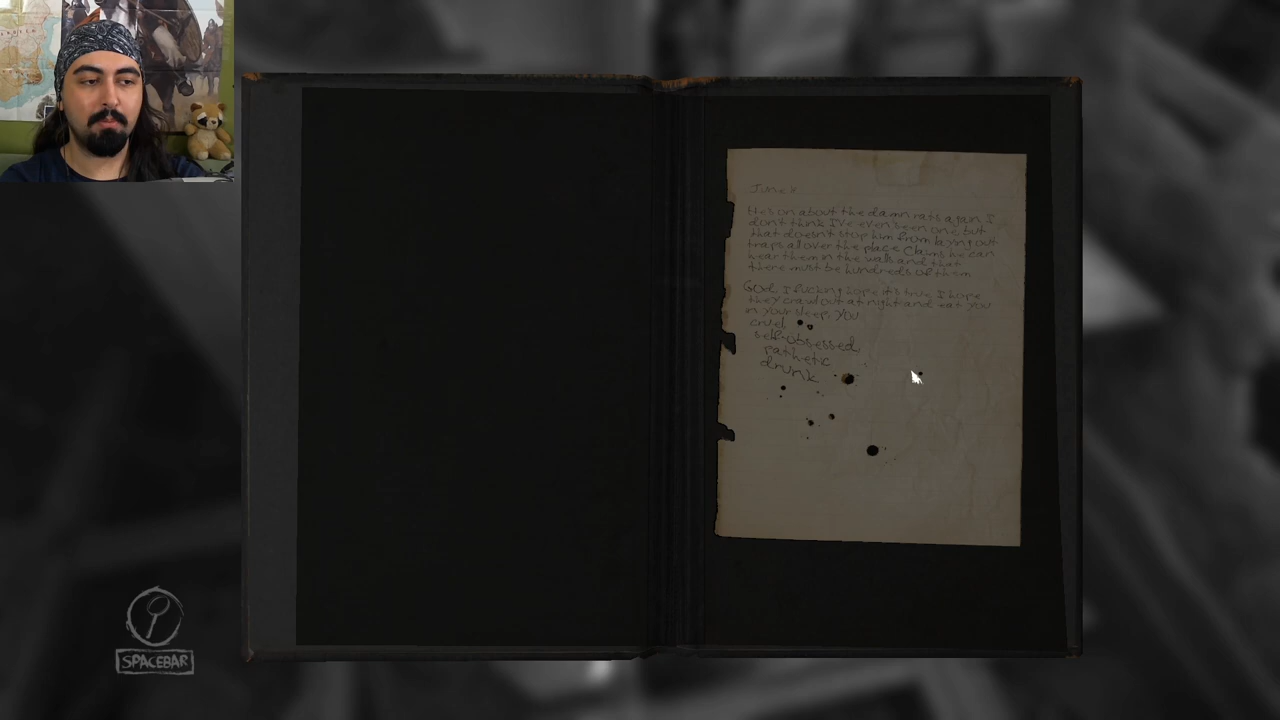 He's on about the damn rats again. I
don't think I've even seen one but
that doesn't stop him from laying out
traps all over the place. Claims he can
hear them in the walls and that
there must be hundreds of them
God, I fucking hope it's true. I hope
they crawl out at night and eat you
in your sleep, you
cruel
self-obsessed,
pathetic
drunk
SPACEBAR